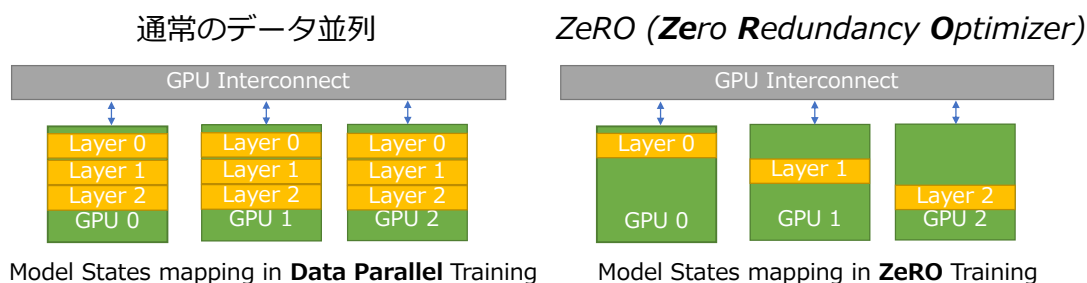 通常のデータ並列
GPU Interconnect
Layer 0
Layer 1
Layer 2
GPU 0
Layer 0
Layer 1
Layer 2
GPU 1
Layer 0
Layer 1
Layer 2
GPU 2
Model States mapping in Data Parallel Training
ZeRO (Zero Redundancy Optimizer)
GPU Interconnect
Layer 0
GPU 0
Layer 1
GPU 1
Layer 2
GPU 2
Model States mapping in ZeRO Training